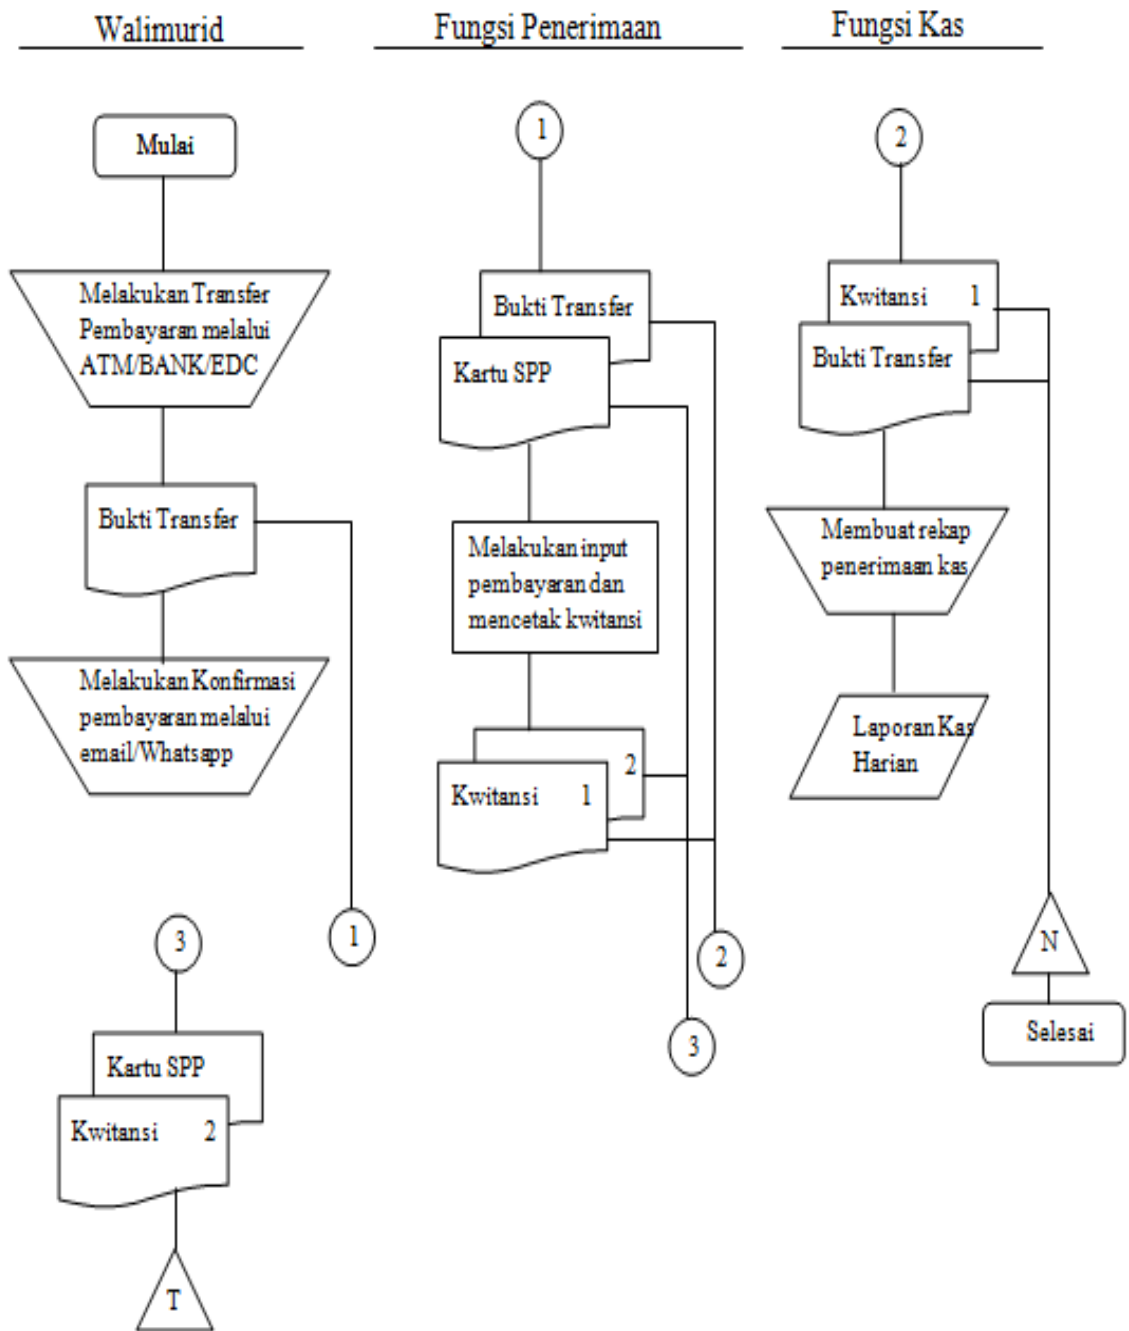 Walimurid
Mulai
Melakukan Transfer
Pembayaran melalui
ATM/BANK/EDC
Bukti Transfer
Melakukan Konfirmasi
pembayaran melalui
email/Whatsapp
1
3
Kartu SPP
Kwitansi 2
T
Fungsi Penerimaan
1
Bukti Transfer
Kartu SPP
Melakukan input
pembayaran dan
mencetak kwitansi
2
Kwitansi 1
2
3
Fungsi Kas
2
Kwitansi 1
Bukti Transfer
Membuat rekap
penerimaan kas
Laporan Kas
Harian
N
Selesai